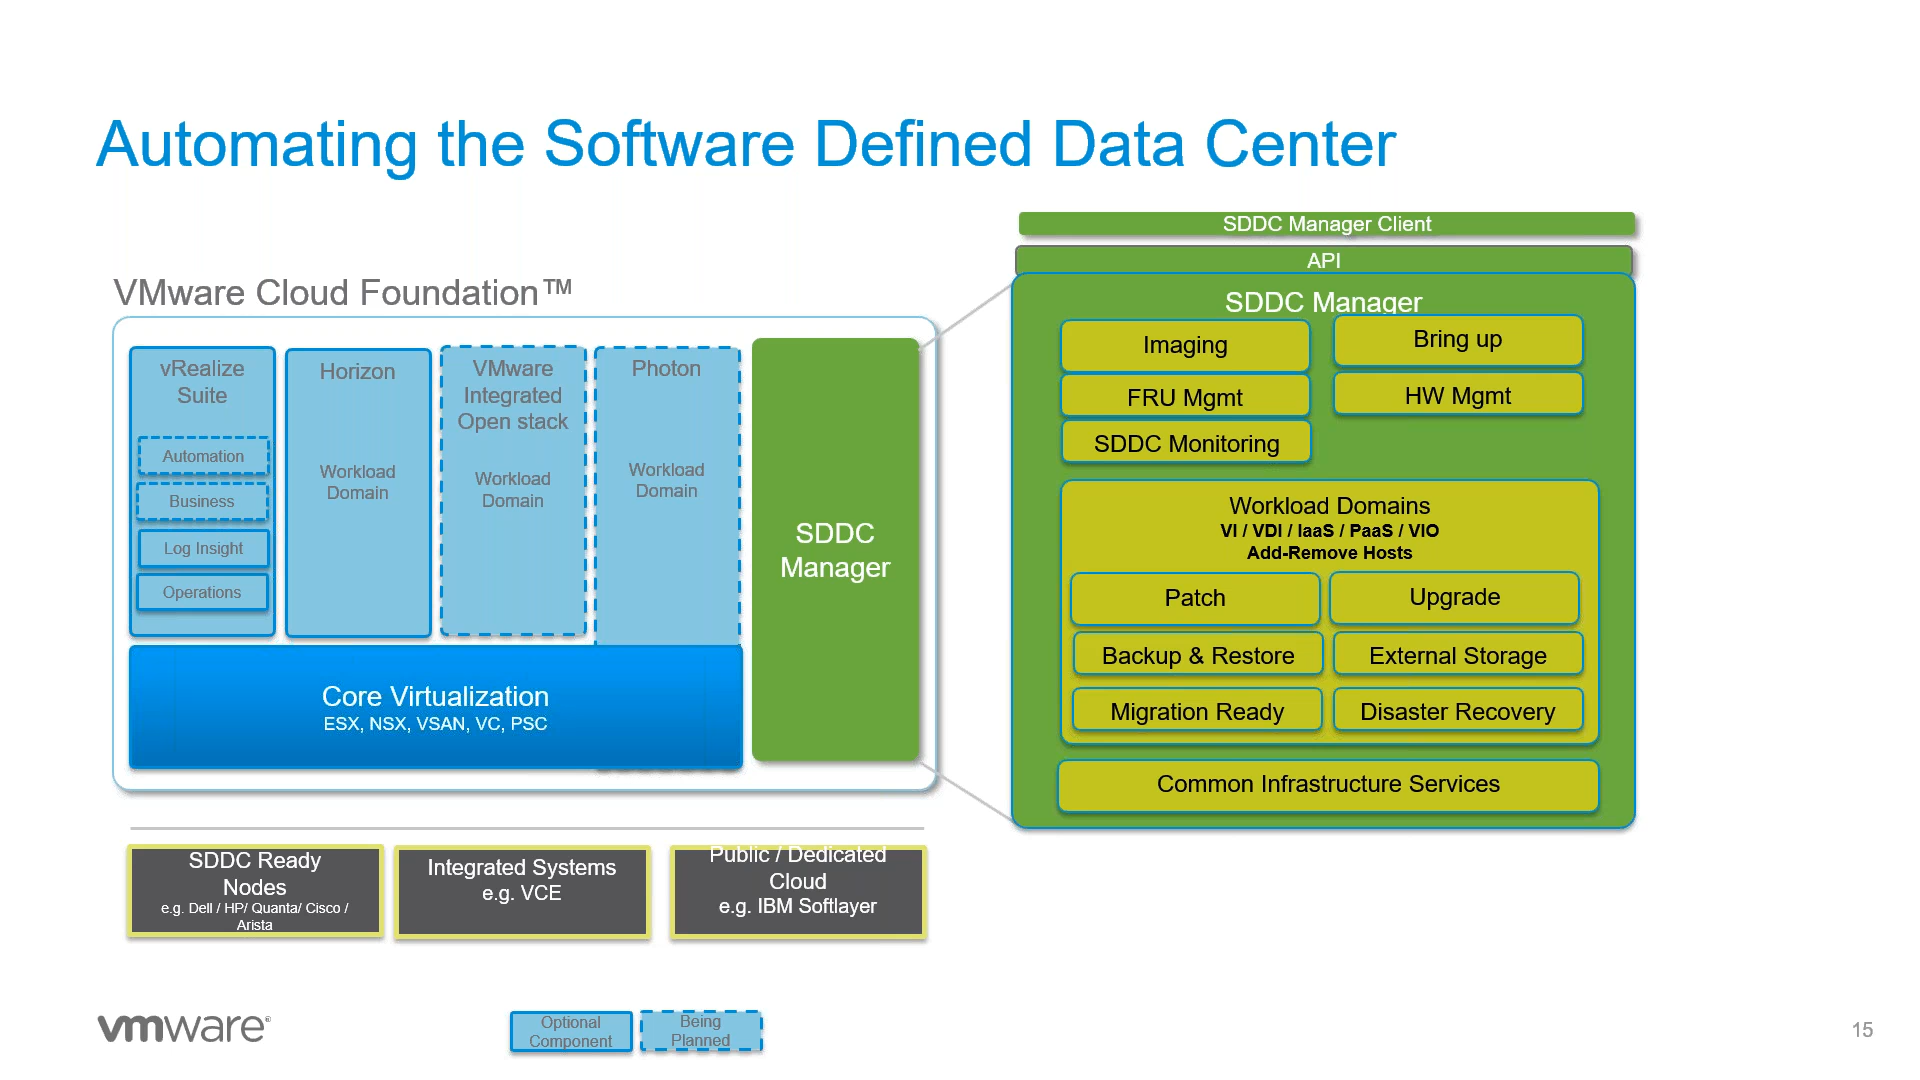 Automating the Software Defined Data Center
VMware Cloud Foundation™
vRealize
Suite
Automation
Business
Log Insight
Operations
Horizon
Workload
Domain
VMware
Integrated
Open stack
Workload
Domain
Photon
Workload
Domain
SDDC
Manager
Core Virtualization
ESX, NSX, VSAN, VC, PSC
SDDC Manager Client
API
SDDC Manager
Imaging
Bring up
FRU Mgmt
HW Mgmt
SDDC Monitoring
Workload Domains
VI / VDI / IaaS / PaaS / VIO
Add-Remove Hosts
Patch
Upgrade
Backup & Restore
External Storage
Migration Ready
Disaster Recovery
Common Infrastructure Services
SDDC Ready
Nodes
e.g. Dell / HP/ Quanta/ Cisco /
Arista
Integrated Systems
e.g. VCE
Public / Dedicated
Cloud
e.g. IBM Softlayer
vmware®
Optional
Component
Being
Planned
15